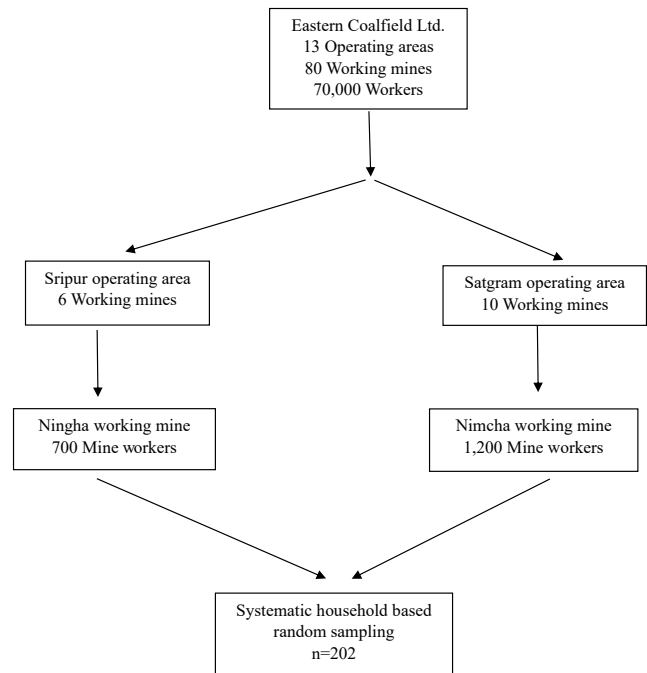 Eastern Coalfield Ltd.
13 Operating areas
80 Working mines
70,000 Workers
Sripur operating area
6 Working mines
Satgram operating area
10 Working mines
Ningha working mine
700 Mine workers
Nimcha working mine
1,200 Mine workers
Systematic household based
random sampling
n=202